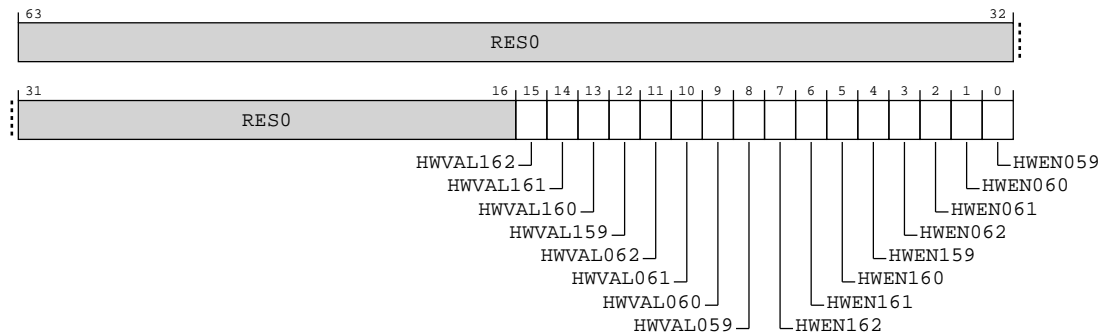 63 32
RES0
31 16 15 14 13 12 11 10 9 8 7 6 5 4 3 2 1 0
RES0
HWVAL162 HWEN059
HWVAL161 HWEN060
HWVAL160 HWEN061
HWVAL159 HWEN062
HWVAL062 HWEN159
HWVAL061 HWEN160
HWVAL060 HWEN161
HWVAL059 HWEN162